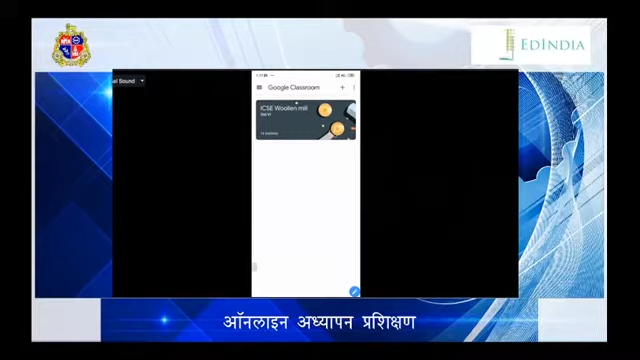 EDINDIA
al Sound
Google Classroom
ICSE Woollen mill
Std VI
ऑनलाइन अध्यापन प्रशिक्षण